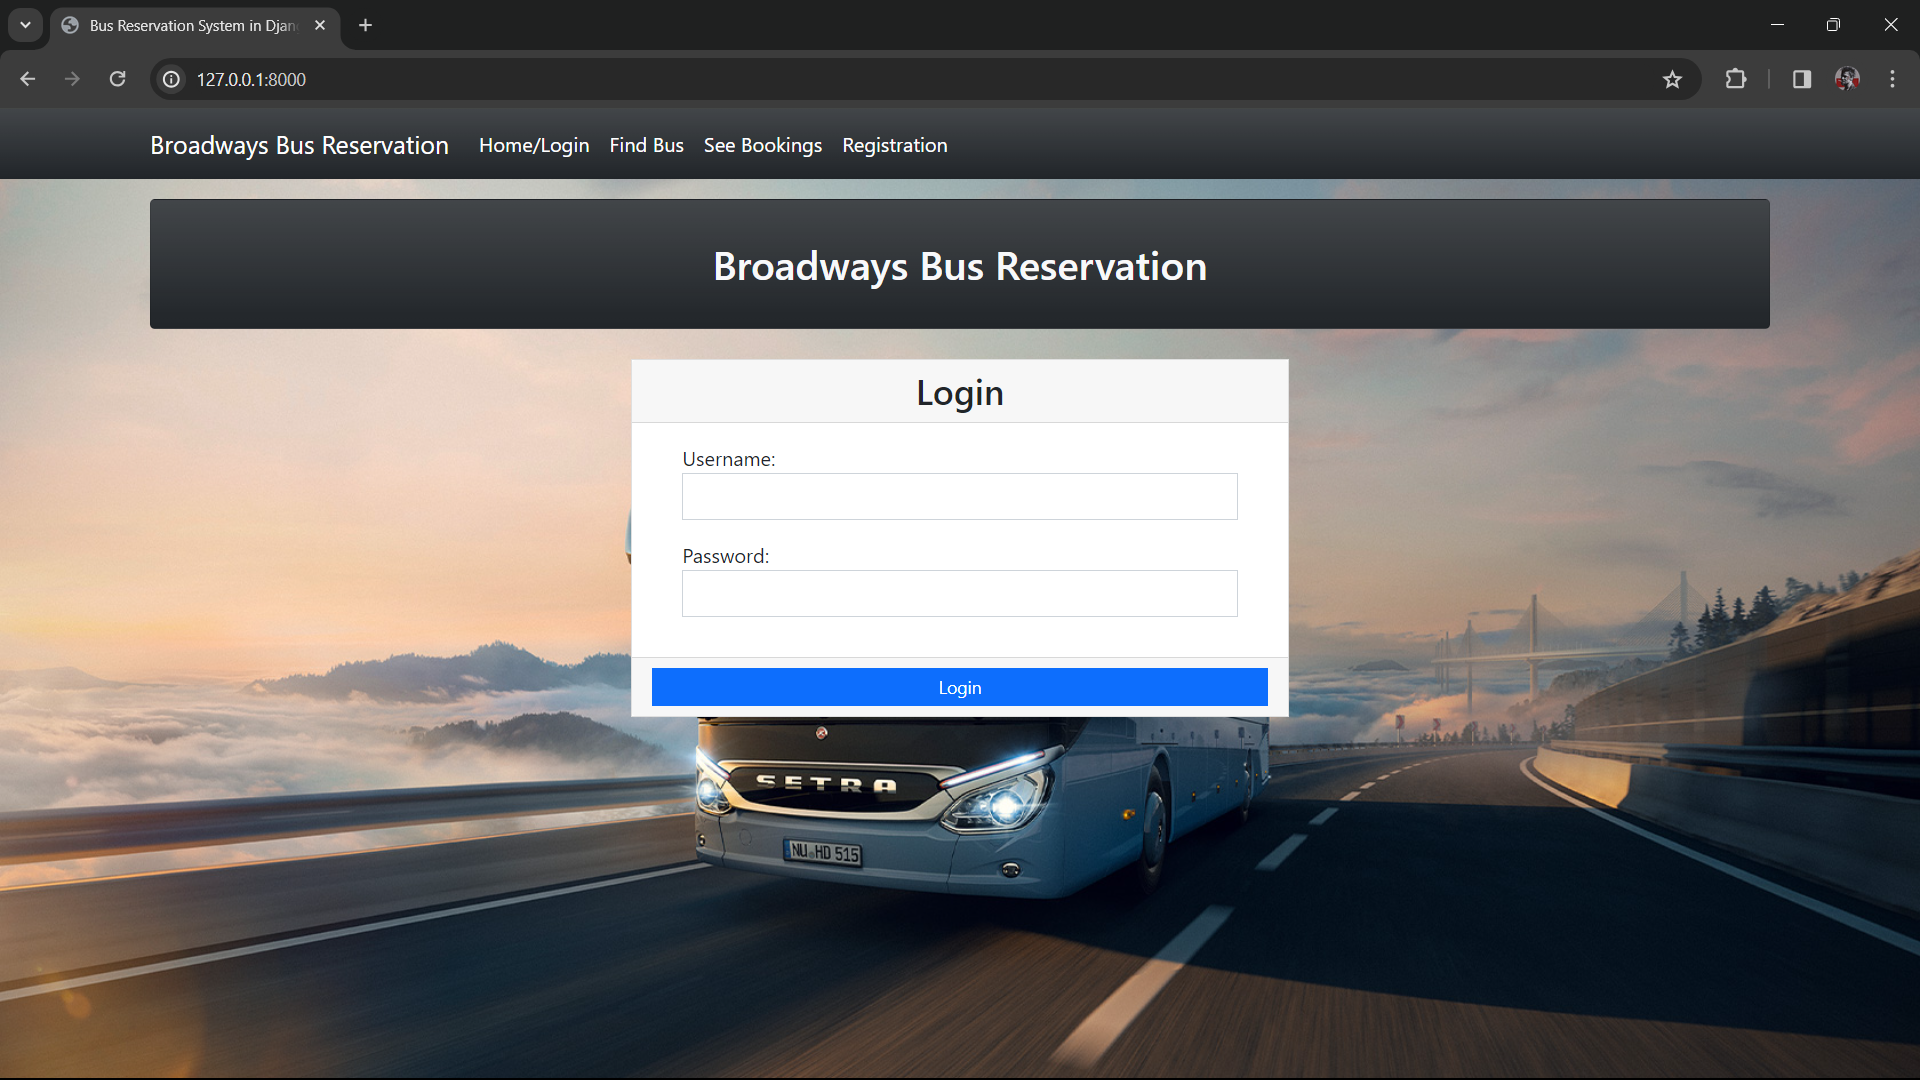 Bus Reservation System in Djan
127.0.0.1:8000
Broadways Bus Reservation Home/Login Find Bus See Bookings Registration
Broadways Bus Reservation
Login
Username:
Password:
Login
SETRA
NU HD 515